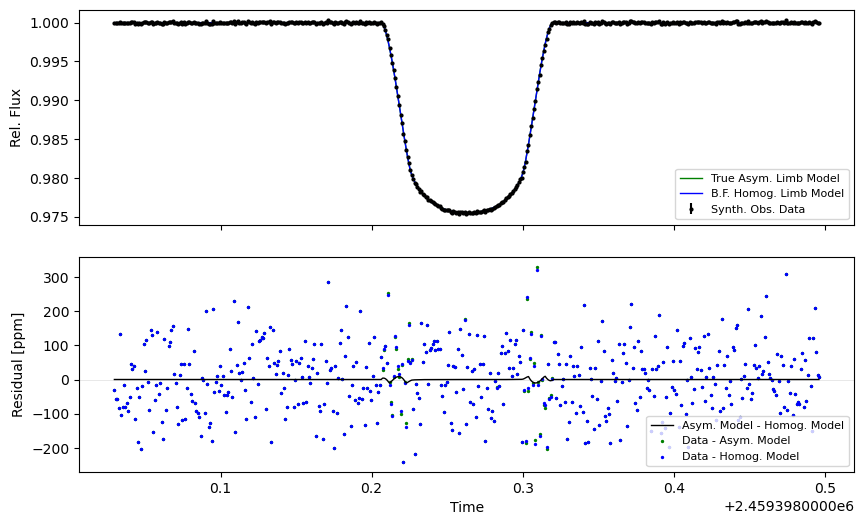 1.000
0.995
0.990
0.985
0.980
0.975
Rel. Flux
True Asym. Limb Model
B.F. Homog. Limb Model
Synth. Obs. Data
300
200
100
0
−100
−200
Residual [ppm]
Asym. Model - Homog. Model
Data - Asym. Model
Data - Homog. Model
0.1 0.2 0.3 0.4 0.5
Time
+2.4593980000e6